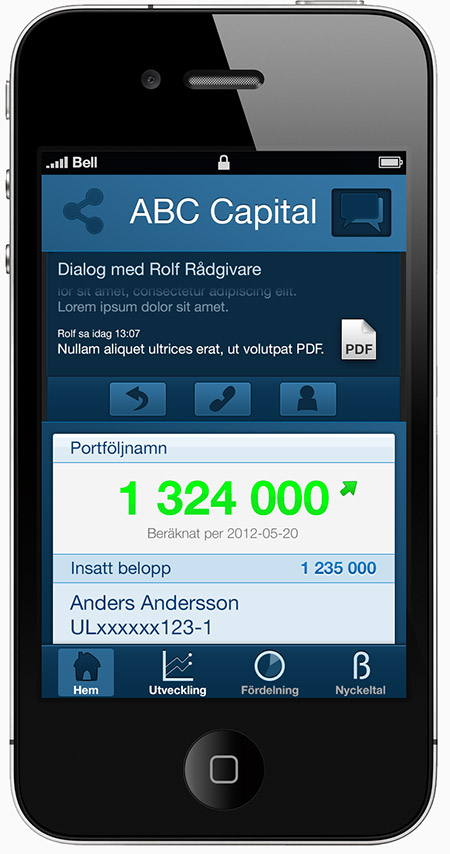 Bell
ABC Capital
Dialog med Rolf Rådgivare
lor sit amet, consectetur adipiscing elit.
Lorem ipsum dolor sit amet.
Rolf sa idag 13:07
Nullam aliquet ultrices erat, ut volutpat PDF.
PDF
Portföljnamn
1 324 000
Beräknat per 2012-05-20
Insatt belopp 1 235 000
Anders Andersson
ULxxxxxx123-1
Hem Utveckling Fördelning ß Nyckeltal